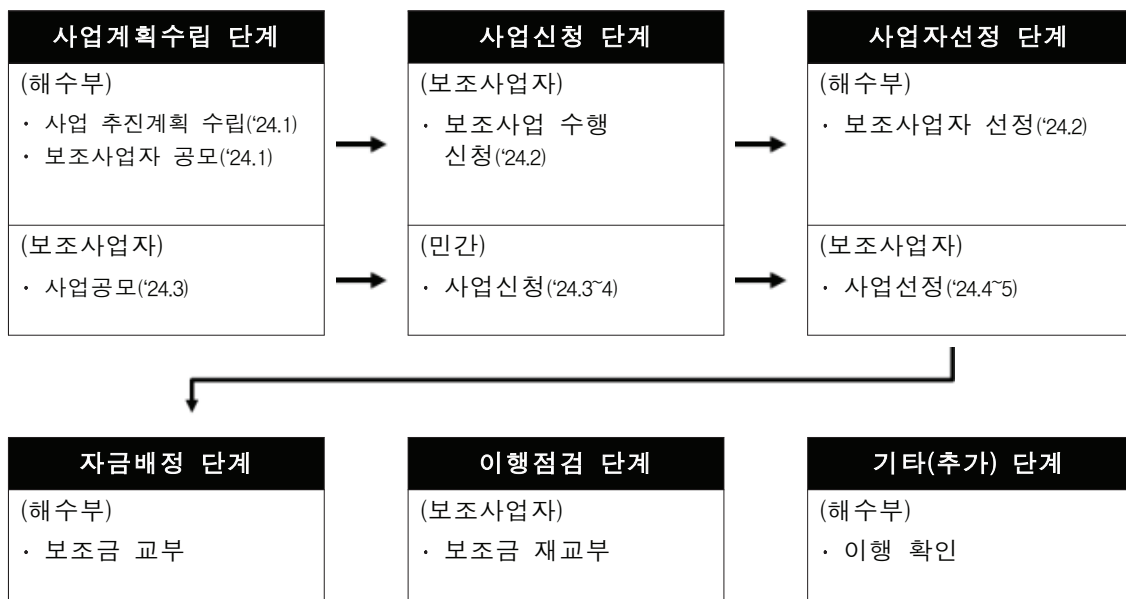 사업계획수립 단계
(해수부)
· 사업 추진계획 수립(‘24.1)
· 보조사업자 공모(‘24.1)
(보조사업자)
· 사업공모(‘24.3)
사업신청 단계
(보조사업자)
· 보조사업 수행
신청(‘24.2)
(민간)
· 사업신청(‘24.3~4)
사업자선정 단계
(해수부)
· 보조사업자 선정(‘24.2)
(보조사업자)
· 사업선정(‘24.4~5)
자금배정 단계
(해수부)
· 보조금 교부
이행점검 단계
(보조사업자)
· 보조금 재교부
기타(추가) 단계
(해수부)
· 이행 확인